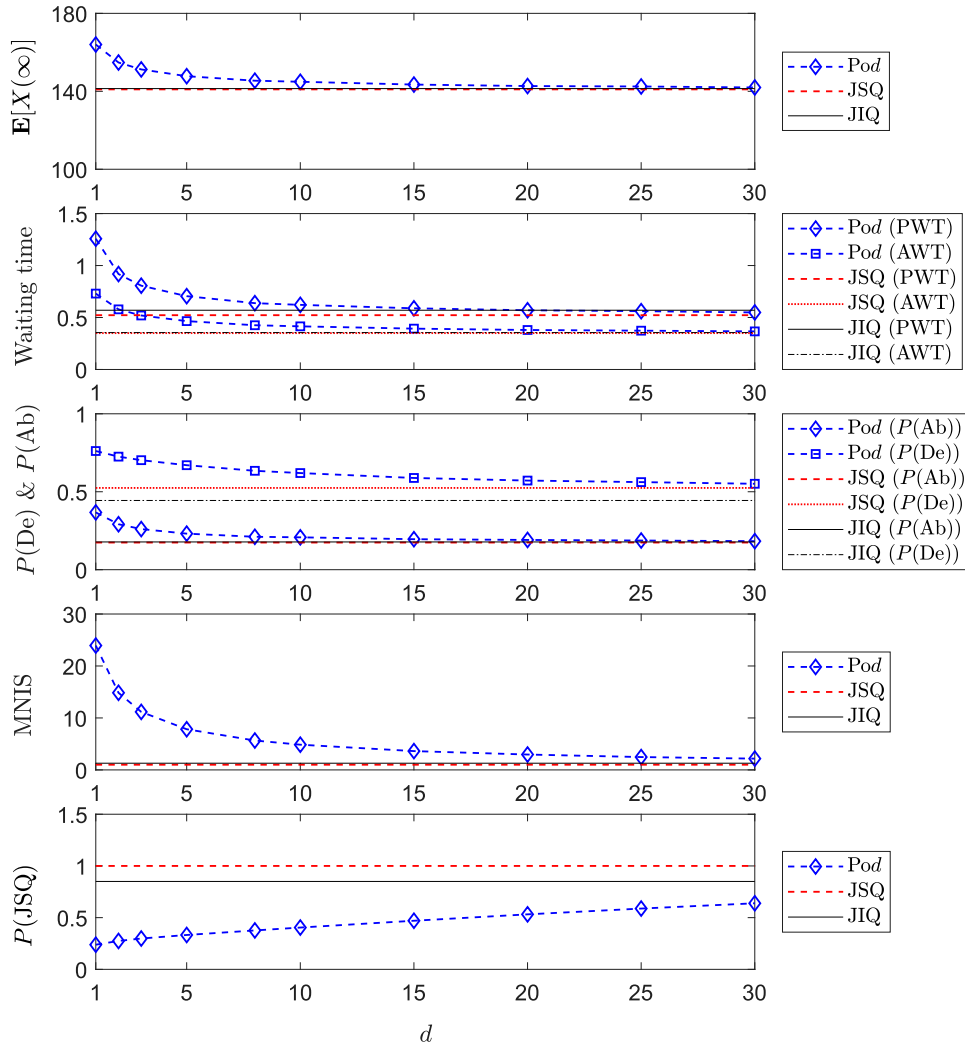 180
140
100
E[X(∞)]
1 5 10 15 20 25 30
Pod
JSQ
JIQ
1.5
1
0.5
0
Waiting time
1 5 10 15 20 25 30
Pod (PWT)
Pod (AWT)
JSQ (PWT)
JSQ (AWT)
JIQ (PWT)
JIQ (AWT)
1
0.5
0
P(De) & P(Ab)
1 5 10 15 20 25 30
Pod (P(Ab))
Pod (P(De))
JSQ (P(Ab))
JSQ (P(De))
JIQ (P(Ab))
JIQ (P(De))
30
20
10
0
MNIS
1 5 10 15 20 25 30
Pod
JSQ
JIQ
1.5
1
0.5
0
P(JSQ)
1 5 10 15 20 25 30
Pod
JSQ
JIQ
d